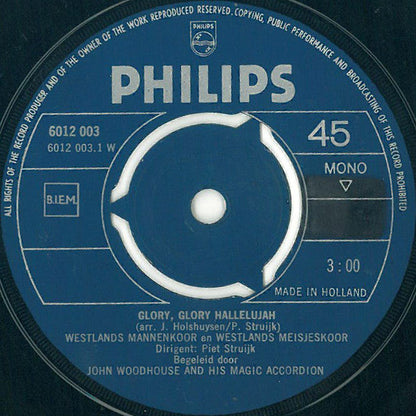 ALL RIGHTS OF THE RECORD PRODUCER AND OF THE OWNER OF THE WORK REPRODUCED RESERVED. COPYING, PUBLIC PERFORMANCE AND BROADCASTING OF THIS RECORD PROHIBITED
PHILIPS
PHILIPS
6012 003
6012 003.1 W
45
MONO
B.I.E.M.
3:00
MADE IN HOLLAND
GLORY, GLORY HALLELUJAH
(arr. J. Holshuysen/P. Struijk)
WESTLANDS MANNENKOOR en WESTLANDS MEISJESKOOR
Dirigent: Piet Struijk
Begeleid door
JOHN WOODHOUSE AND HIS MAGIC ACCORDION